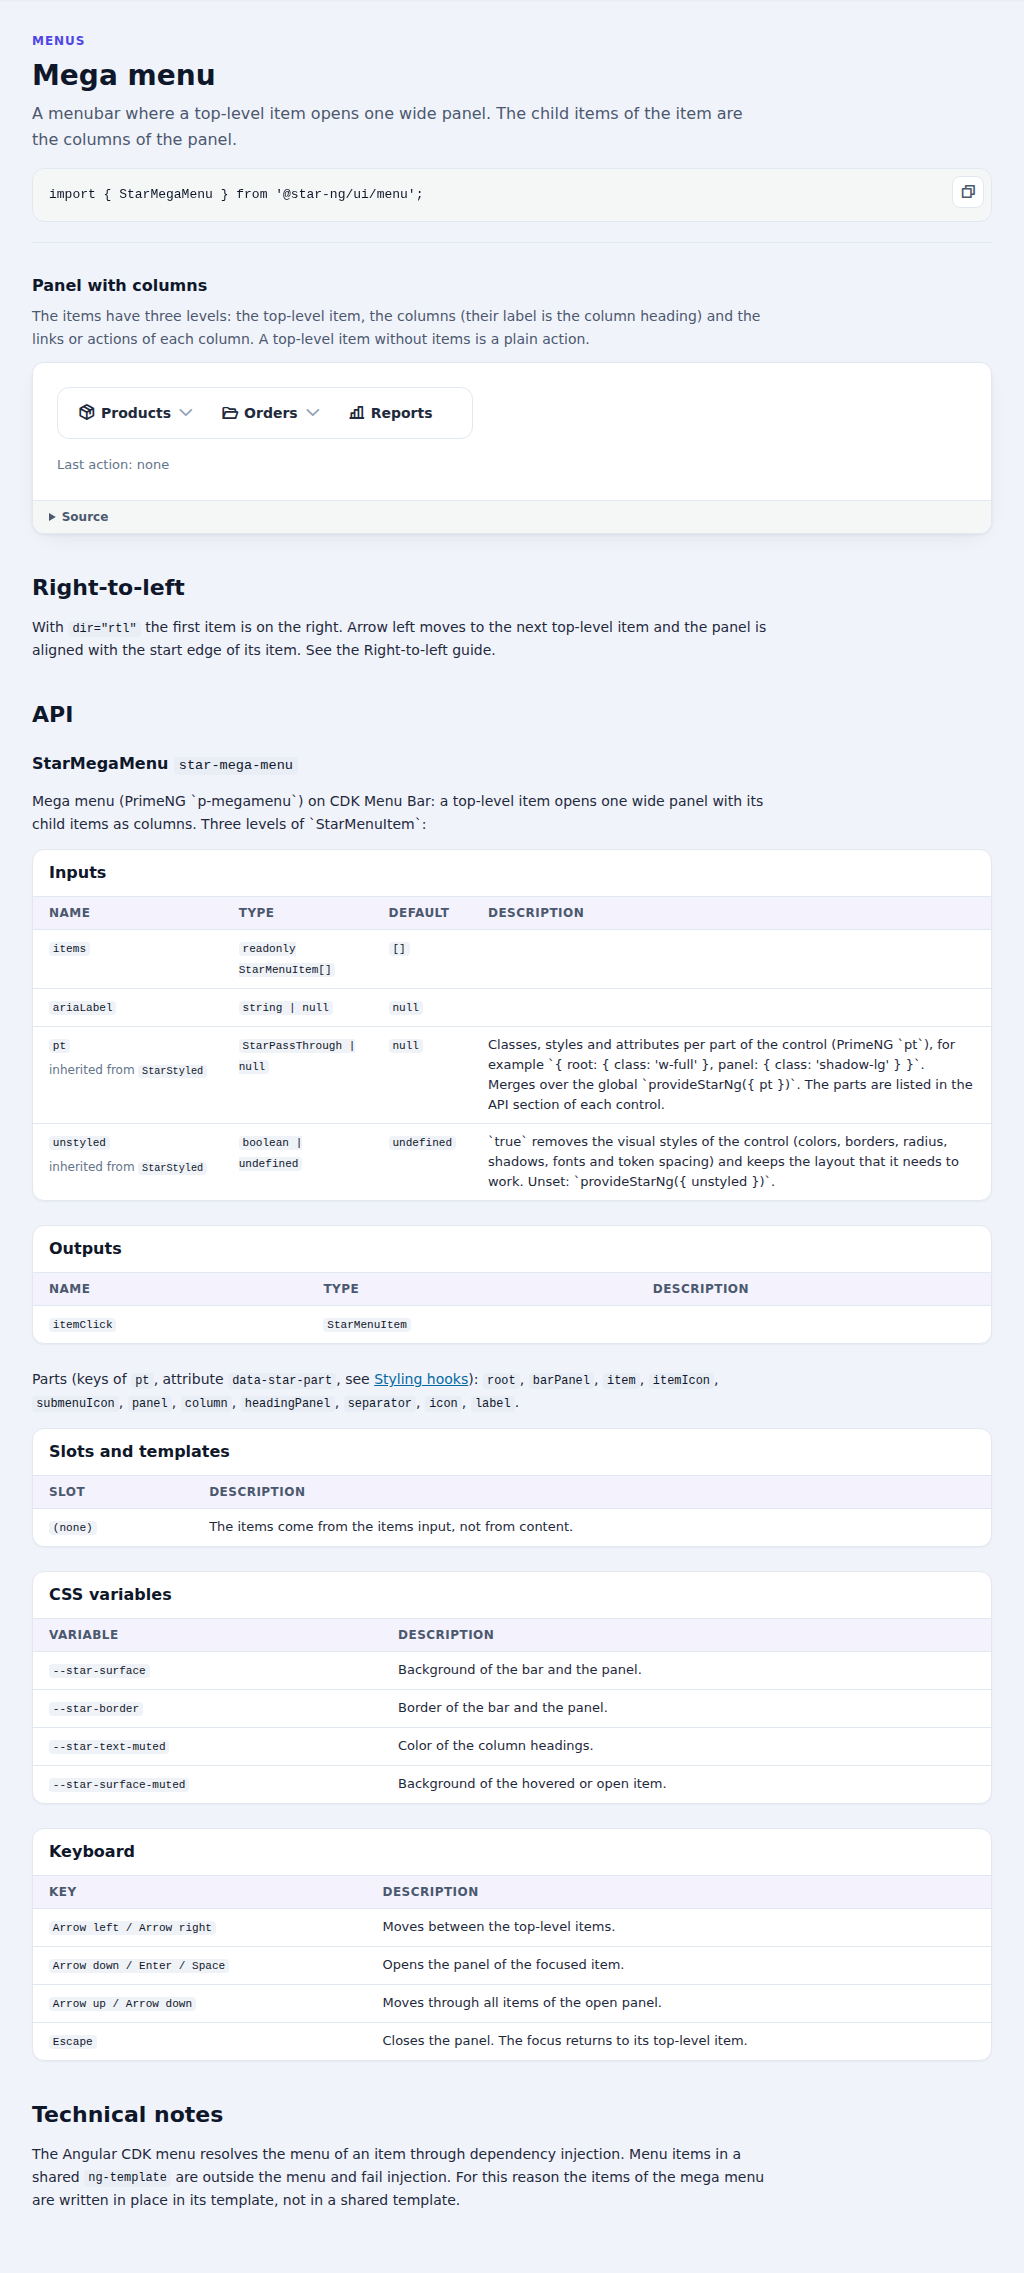 MENUS
Mega menu
A menubar where a top-level item opens one wide panel. The child items of the item are
the columns of the panel.
import { StarMegaMenu } from '@star-ng/ui/menu';
Panel with columns
The items have three levels: the top-level item, the columns (their label is the column heading) and the
links or actions of each column. A top-level item without items is a plain action.
Products Orders Reports
Last action: none
Source
Right-to-left
With dir="rtl" the first item is on the right. Arrow left moves to the next top-level item and the panel is
aligned with the start edge of its item. See the Right-to-left guide.
API
StarMegaMenu star-mega-menu
Mega menu (PrimeNG `p-megamenu`) on CDK Menu Bar: a top-level item opens one wide panel with its
child items as columns. Three levels of `StarMenuItem`:
Inputs
NAME TYPE DEFAULT DESCRIPTION
items readonly []
StarMenuItem[]
ariaLabel string | null null
pt StarPassThrough | null Classes, styles and attributes per part of the control (PrimeNG `pt`), for
inherited from StarStyled null example `{ root: { class: 'w-full' }, panel: { class: 'shadow-lg' } }`.
Merges over the global `provideStarNg({ pt })`. The parts are listed in the
API section of each control.
unstyled boolean | undefined `true` removes the visual styles of the control (colors, borders, radius,
inherited from StarStyled undefined shadows, fonts and token spacing) and keeps the layout that it needs to
work. Unset: `provideStarNg({ unstyled })`.
Outputs
NAME TYPE DESCRIPTION
itemClick StarMenuItem
Parts (keys of pt, attribute data-star-part, see Styling hooks): root, barPanel, item, itemIcon,
submenuIcon, panel, column, headingPanel, separator, icon, label.
Slots and templates
SLOT DESCRIPTION
(none) The items come from the items input, not from content.
CSS variables
VARIABLE DESCRIPTION
--star-surface Background of the bar and the panel.
--star-border Border of the bar and the panel.
--star-text-muted Color of the column headings.
--star-surface-muted Background of the hovered or open item.
Keyboard
KEY DESCRIPTION
Arrow left / Arrow right Moves between the top-level items.
Arrow down / Enter / Space Opens the panel of the focused item.
Arrow up / Arrow down Moves through all items of the open panel.
Escape Closes the panel. The focus returns to its top-level item.
Technical notes
The Angular CDK menu resolves the menu of an item through dependency injection. Menu items in a
shared ng-template are outside the menu and fail injection. For this reason the items of the mega menu
are written in place in its template, not in a shared template.